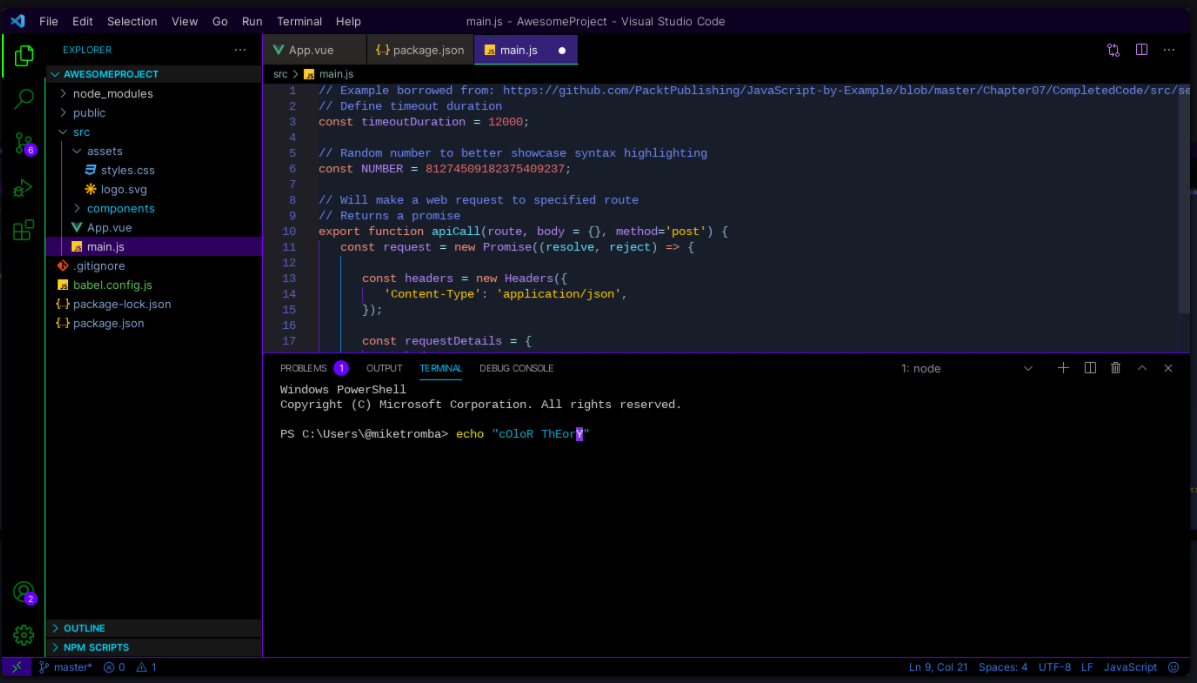 File Edit Selection View Go Run Terminal Help main.js - AwesomeProject - Visual Studio Code
EXPLORER
AWESOMEPROJECT
node_modules
public
src
assets
styles.css
logo.svg
components
App.vue
main.js
.gitignore
babel.config.js
package-lock.json
package.json
OUTLINE
NPM SCRIPTS
6
2
App.vue package.json main.js
src > main.js
1 // Example borrowed from: https://github.com/PacktPublishing/JavaScript-by-Example/blob/master/Chapter07/CompletedCode/src/se
2 // Define timeout duration
3 const timeoutDuration = 12000;
4
5 // Random number to better showcase syntax highlighting
6 const NUMBER = 81274509182375409237;
7
8 // Will make a web request to specified route
9 // Returns a promise
10 export function apiCall(route, body = {}, method='post') {
11 const request = new Promise((resolve, reject) => {
12
13 const headers = new Headers({
14 'Content-Type': 'application/json',
15 });
16
17 const requestDetails = {
PROBLEMS 1 OUTPUT TERMINAL DEBUG CONSOLE 1: node
Windows PowerShell
Copyright (C) Microsoft Corporation. All rights reserved.
PS C:\Users\@miketromba> echo "cOloR ThEorY"
master* 0 1 Ln 9, Col 21 Spaces: 4 UTF-8 LF JavaScript